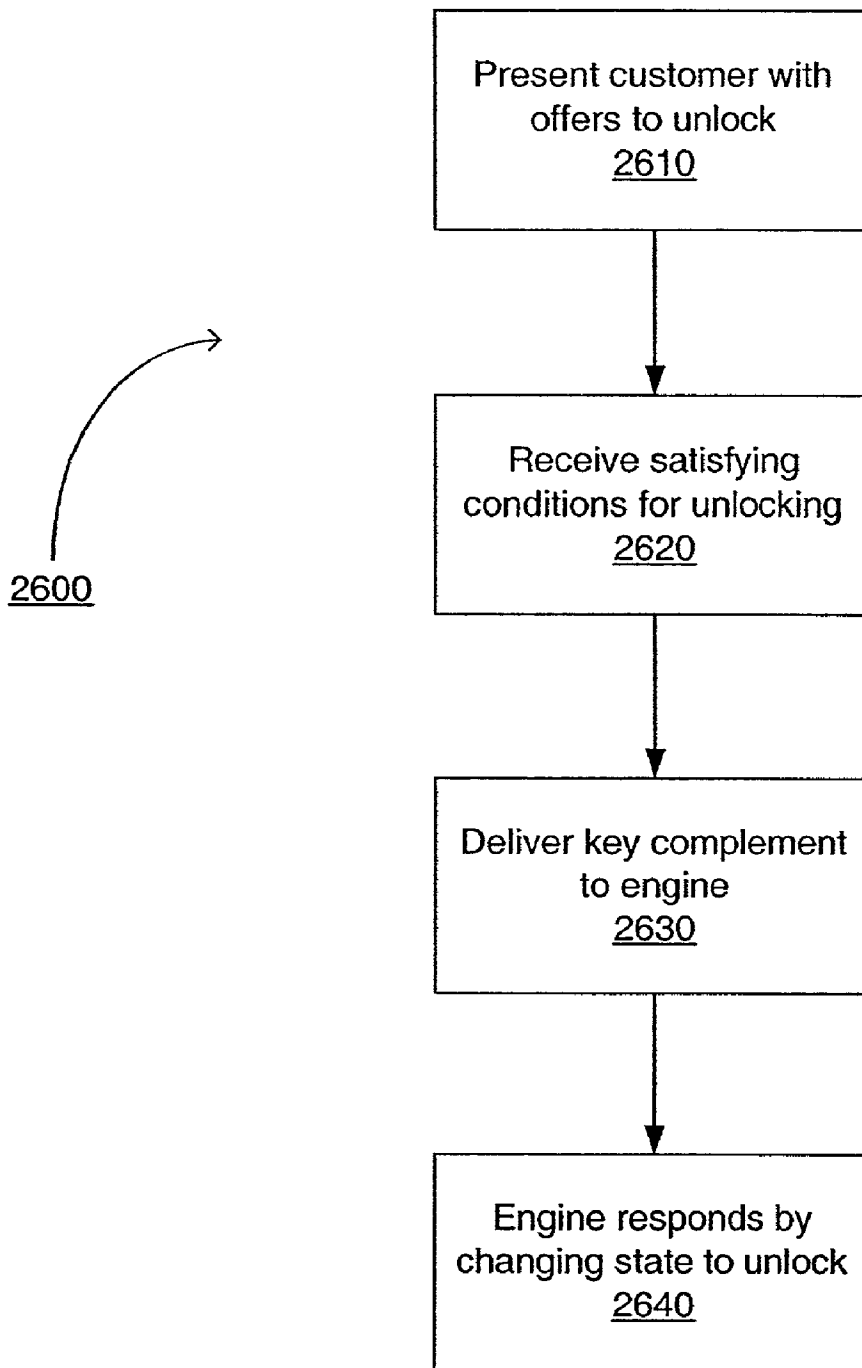 Present customer with
offers to unlock
2610
Receive satisfying
conditions for unlocking
2620
2600
Deliver key complement
to engine
2630
Engine responds by
changing state to unlock
2640